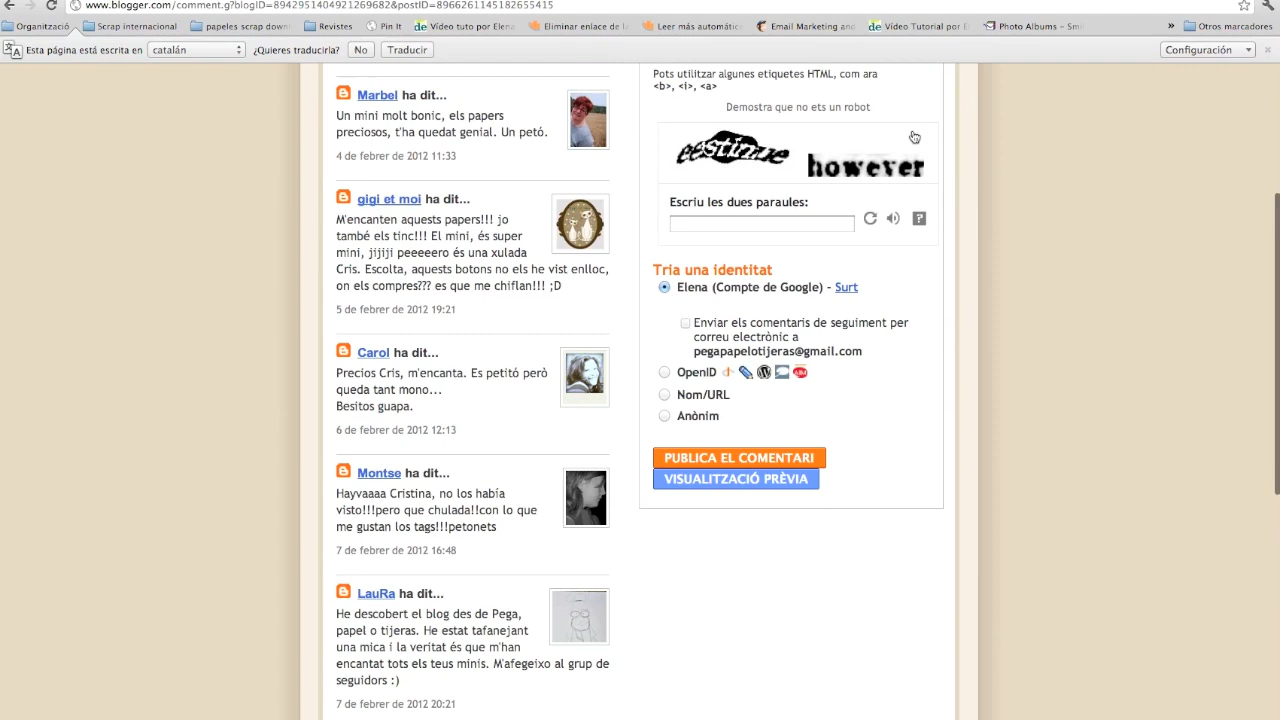 www.blogger.com/comment.g?blogID=8942951404921269682&postID=8966261145182655415
Organització
Scrap internacional
papeles scrap down
Revistes
Pin It
Video tuto por Elena
Eliminar enlace de la
Leer más automático
Email Marketing and
Vídeo Tutorial por D
Photo Albums – Sme
»
Otros marcadores
Esta página está escrita en
catalán
¿Quieres traducirla?
No
Traducir
Configuración
Marbel ha dit...
Un mini molt bonic, els papers
preciosos, t'ha quedat genial. Un petó.
4 de febrer de 2012 11:33
gigi et moi ha dit...
M'encanten aquests papers!!! jo
també els tinc!!! El mini, és super
mini, jijiji peeeeero és una xulada
Cris. Escolta, aquests botons no els he vist enlloc,
on els compres??? es que me chiflan!!! ;D
5 de febrer de 2012 19:21
Carol ha dit...
Precios Cris, m'encanta. Es petitó però
queda tant mono...
Besitos guapa.
6 de febrer de 2012 12:13
Montse ha dit...
Hayvaaaa Cristina, no los había
visto!!!pero que chulada!!con lo que
me gustan los tags!!!petonets
7 de febrer de 2012 16:48
LauRa ha dit...
He descobert el blog des de Pega,
papel o tijeras. He estat tafanejant
una mica i la veritat és que m'han
encantat tots els teus minis. M'afegeixo al grup de
seguidors :)
7 de febrer de 2012 20:21
Pots utilitzar algunes etiquetes HTML, com ara
<b>, <i>, <a>
Demostra que no ets un robot
however
Escriu les dues paraules:
Tria una identitat
Elena (Compte de Google) - Surt
Enviar els comentaris de seguiment per
correu electrònic a
pegapapelotijeras@gmail.com
OpenID
Nom/URL
Anònim
PUBLICA EL COMENTARI
VISUALITZACIÓ PRÈVIA